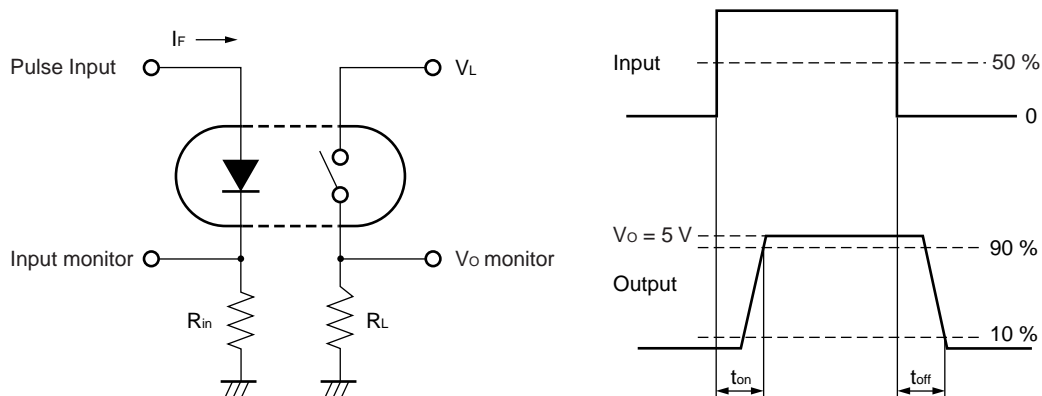 IF
Pulse Input
VL
Input monitor
VO monitor
Rin
RL
Input
50 %
0
VO = 5 V
90 %
Output
10 %
ton
toff